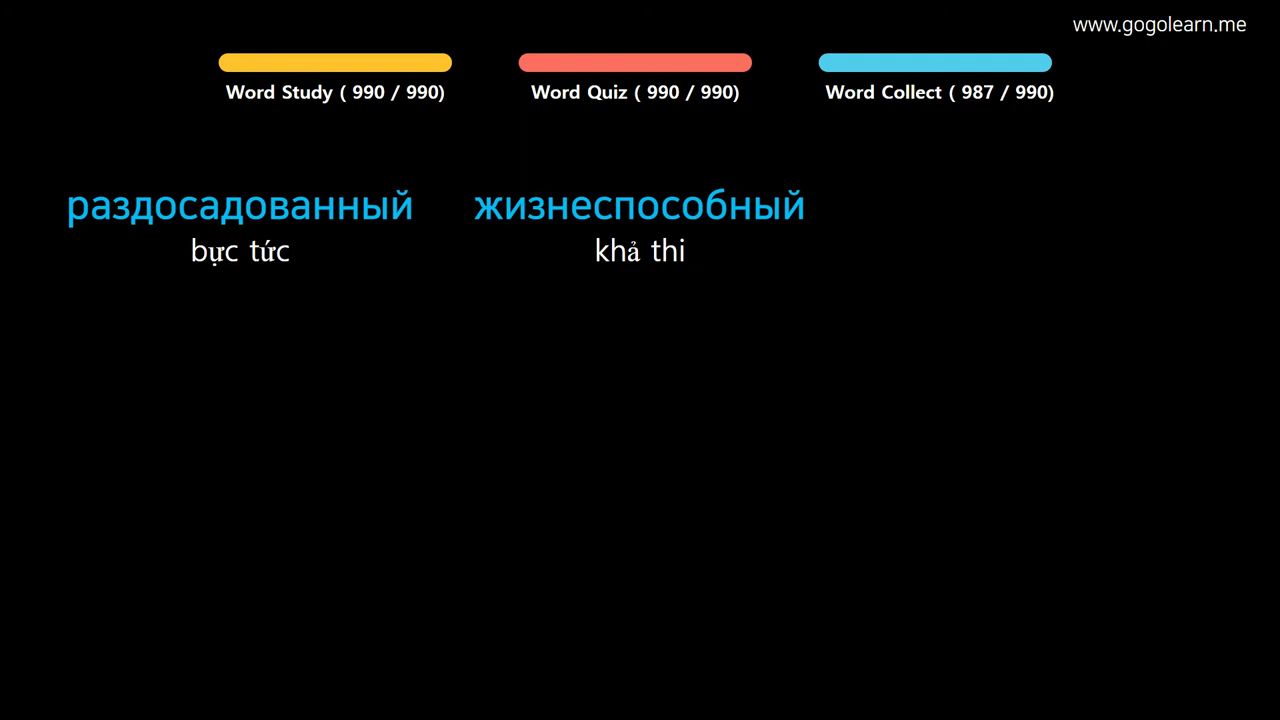 www.gogolearn.me
Word Study ( 990 / 990)
Word Quiz ( 990 / 990)
Word Collect ( 987 / 990)
раздосадованный
bực tức
жизнеспособный
khả thi